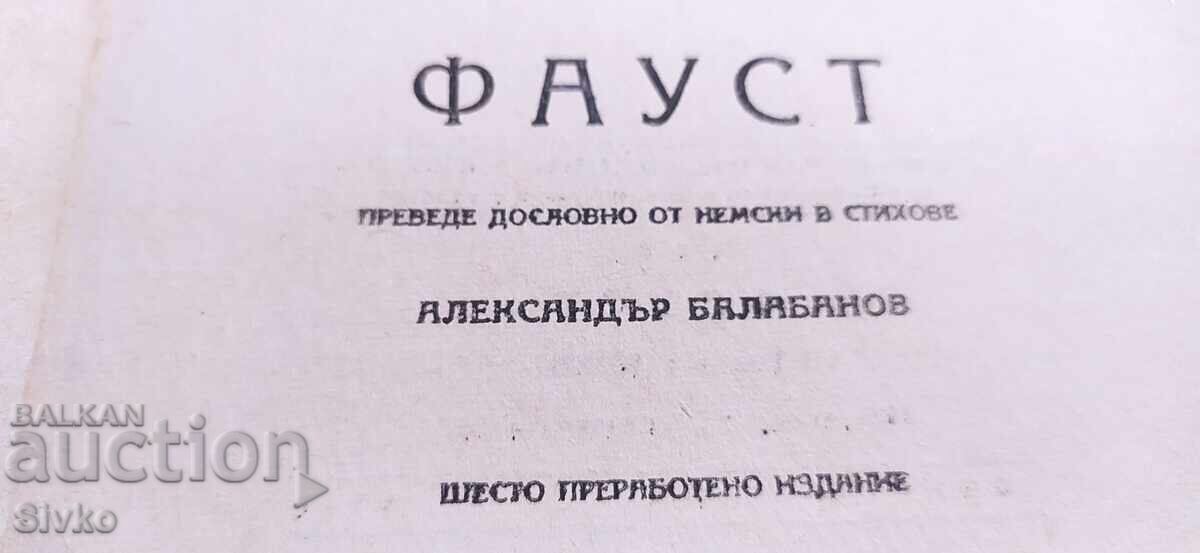 ФАУСТ
ПРЕВЕДЕ ДОСЛОВНО ОТ НЕМСКИ В СТИХОВЕ
АЛЕКСАНДЪР БАЛАБАНОВ
ШЕСТО ПРЕРАБОТЕНО ИЗДАНИЕ
BALKAN
auction
Sivko